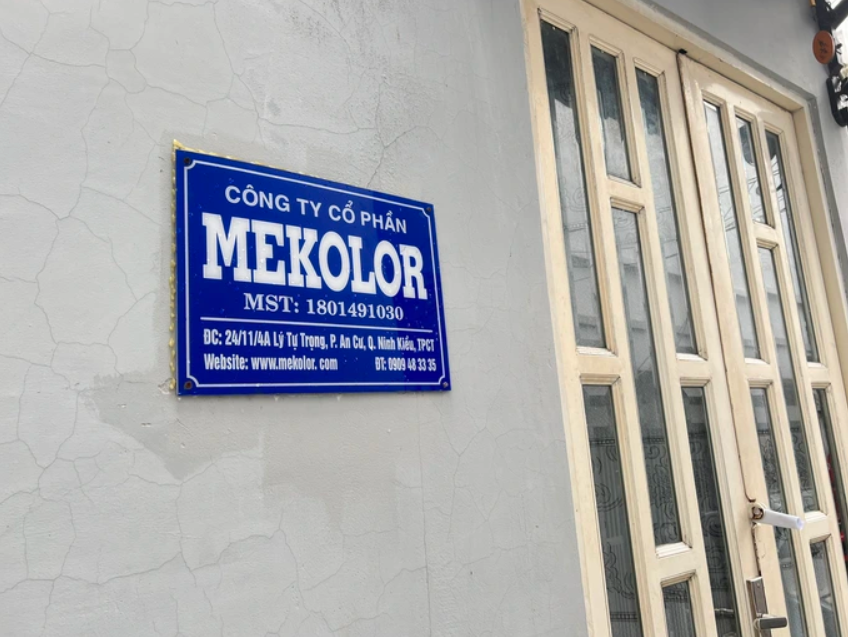 CÔNG TY CỔ PHẦN
MEKOLOR
MST: 1801491030
ĐC: 24/11/4A Lý Tự Trọng, P. An Cư, Q. Ninh Kiều, TPCT
Website: www.mekolor. com ĐT: 0909 48 33 35